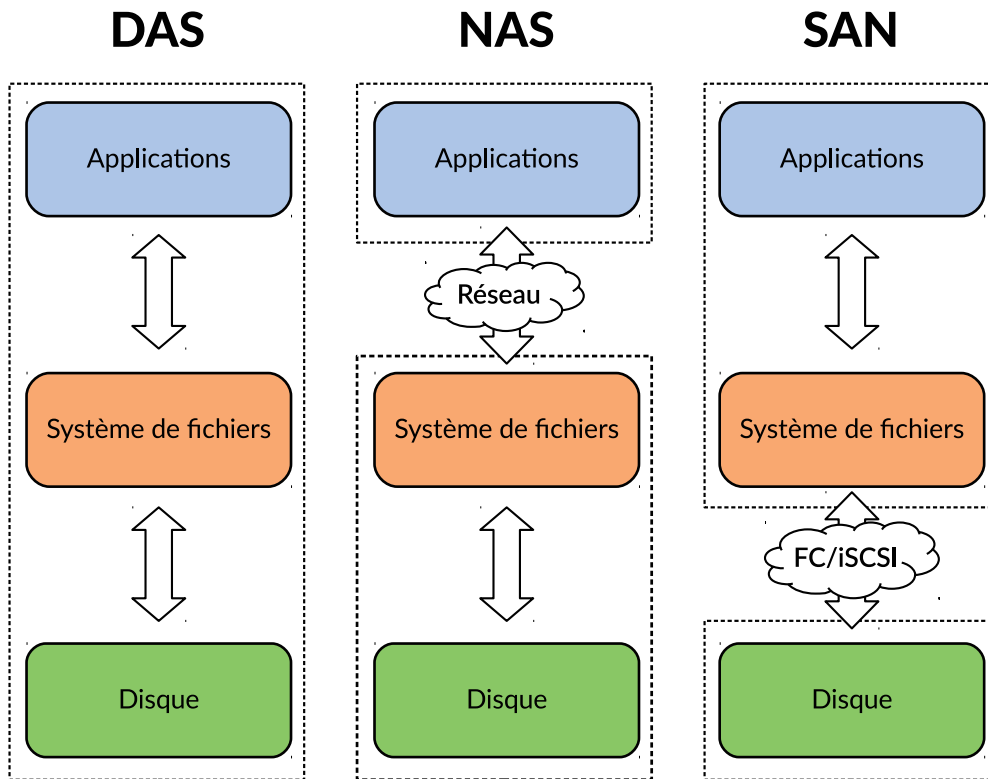 DAS
NAS
SAN
Applications
Applications
Applications
Réseau
Système de fichiers
Système de fichiers
Système de fichiers
FC/iSCSI
Disque
Disque
Disque